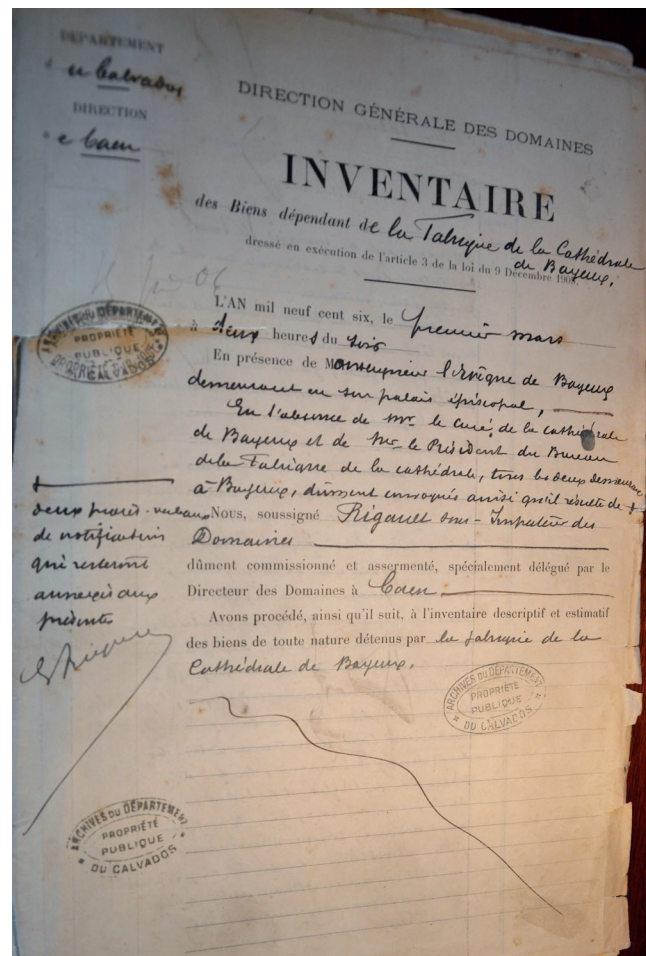 DÉPARTEMENT
du Calvados
DIRECTION
de Caen
DIRECTION GÉNÉRALE DES DOMAINES
INVENTAIRE
des Biens dépendant de la Fabrique de la Cathédrale
de Bayeux.
dressé en exécution de l'article 3 de la loi du 9 Décembre 1905.
L'AN mil neuf cent six, le premier mars
à deux heures du soir
En présence de Monseigneur l'Evêque de Bayeux
demeurant en son palais épiscopal,
En l'absence de Mr le Curé, de la cathédrale
de Bayeux et de Mr le Président du Bureau
de la Fabrique de la cathédrale, tous les deux demeurant
à Bayeux, dûment convoqués ainsi qu'il résulte de
deux procès-verbaux
de notification
qui resteront
annexés aux
présentes
Nous, soussigné Rigault sous-Inspecteur des
Domaines
dûment commissionné et assermenté, spécialement délégué par le
Directeur des Domaines à Caen
Avons procédé, ainsi qu'il suit, à l'inventaire descriptif et estimatif
des biens de toute nature détenus par la fabrique de la
Cathédrale de Bayeux.
ARCHIVES DU DÉPARTEMENT
PROPRIÉTÉ
PUBLIQUE
DU CALVADOS
ARCHIVES DU DÉPARTEMENT
PROPRIÉTÉ
PUBLIQUE
DU CALVADOS
ARCHIVES DU DÉPARTEMENT
PROPRIÉTÉ
PUBLIQUE
DU CALVADOS